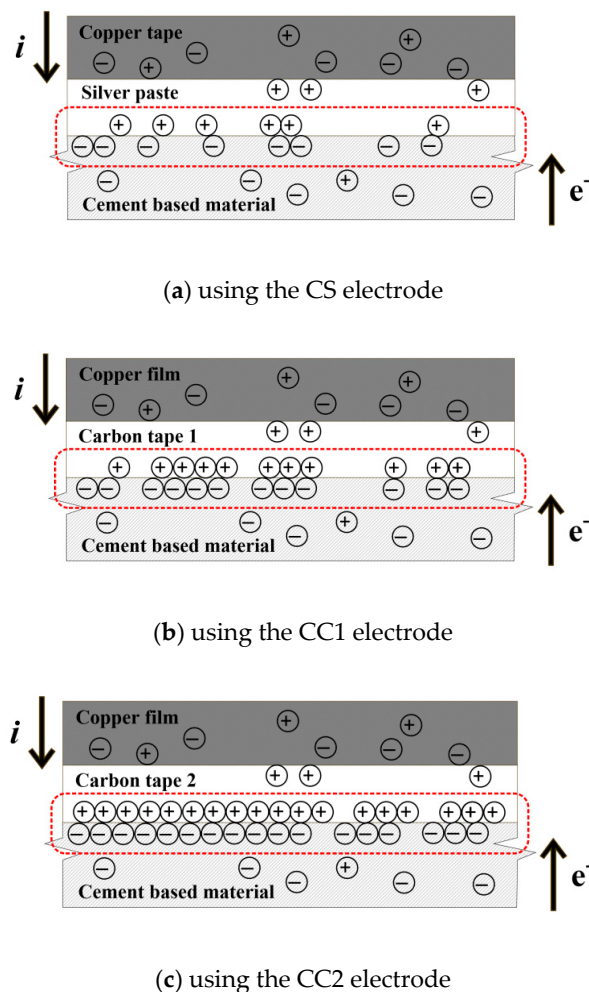 Copper tape
i
Silver paste
Cement based material
e⁻
(a) using the CS electrode
Copper film
i
Carbon tape 1
Cement based material
e⁻
(b) using the CC1 electrode
Copper film
i
Carbon tape 2
Cement based material
e⁻
(c) using the CC2 electrode